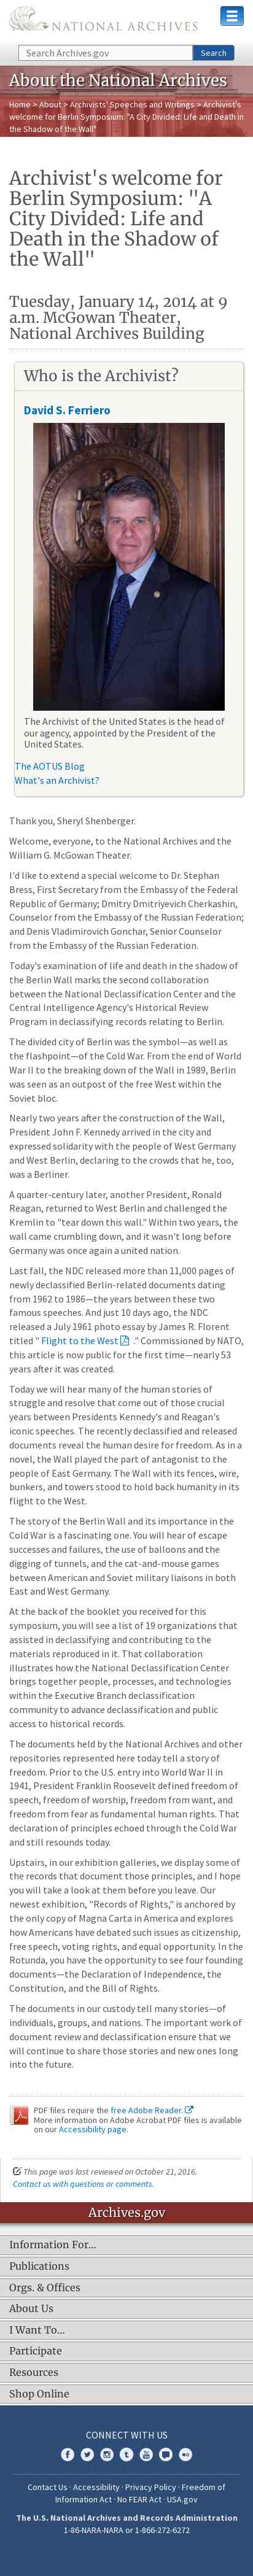 NATIONAL ARCHIVES
Search Archives.gov
Search
About the National Archives
Home > About > Archivists' Speeches and Writings > Archivist's
welcome for Berlin Symposium: "A City Divided: Life and Death in
the Shadow of the Wall"
Archivist's welcome for
Berlin Symposium: "A
City Divided: Life and
Death in the Shadow of
the Wall"
Tuesday, January 14, 2014 at 9
a.m. McGowan Theater,
National Archives Building
Who is the Archivist?
David S. Ferriero
The Archivist of the United States is the head of
our agency, appointed by the President of the
United States.
The AOTUS Blog
What's an Archivist?
Thank you, Sheryl Shenberger.
Welcome, everyone, to the National Archives and the
William G. McGowan Theater.
I'd like to extend a special welcome to Dr. Stephan
Bress, First Secretary from the Embassy of the Federal
Republic of Germany; Dmitry Dmitriyevich Cherkashin,
Counselor from the Embassy of the Russian Federation;
and Denis Vladimirovich Gonchar, Senior Counselor
from the Embassy of the Russian Federation.
Today's examination of life and death in the shadow of
the Berlin Wall marks the second collaboration
between the National Declassification Center and the
Central Intelligence Agency's Historical Review
Program in declassifying records relating to Berlin.
The divided city of Berlin was the symbol—as well as
the flashpoint—of the Cold War. From the end of World
War II to the breaking down of the Wall in 1989, Berlin
was seen as an outpost of the free West within the
Soviet bloc.
Nearly two years after the construction of the Wall,
President John F. Kennedy arrived in the city and
expressed solidarity with the people of West Germany
and West Berlin, declaring to the crowds that he, too,
was a Berliner.
A quarter-century later, another President, Ronald
Reagan, returned to West Berlin and challenged the
Kremlin to "tear down this wall." Within two years, the
wall came crumbling down, and it wasn't long before
Germany was once again a united nation.
Last fall, the NDC released more than 11,000 pages of
newly declassified Berlin-related documents dating
from 1962 to 1986—the years between these two
famous speeches. And just 10 days ago, the NDC
released a July 1961 photo essay by James R. Florent
titled " Flight to the West ." Commissioned by NATO,
this article is now public for the first time—nearly 53
years after it was created.
Today we will hear many of the stories of human
struggle and resolve that come out of those crucial
years between Presidents Kennedy's and Reagan's
iconic speeches. The recently declassified and released
documents reveal the human desire for freedom. As in a
novel, the Wall played the part of antagonist to the
people of East Germany. The Wall with its fences, wire,
bunkers, and towers stood to hold back humanity in its
flight to the West.
The story of the Berlin Wall and its importance in the
Cold War is a fascinating one. You will hear of escape
successes and failures, the use of balloons and the
digging of tunnels, and the cat-and-mouse games
between American and Soviet military liaisons in both
East and West Germany.
At the back of the booklet you received for this
symposium, you will see a list of 19 organizations that
assisted in declassifying and contributing to the
materials represented in it. That collaboration
illustrates how the National Declassification Center
brings together people, processes, and technologies
within the Executive Branch declassification
community to advance declassification and public
access to historical records.
The documents held by the National Archives and other
repositories represented here today tell a story of
freedom. Prior to the U.S. entry into World War II in
1941, President Franklin Roosevelt defined freedom of
speech, freedom of worship, freedom from want, and
freedom from fear as fundamental human rights. That
declaration of principles echoed through the Cold War
and still resounds today.
Upstairs, in our exhibition galleries, we display some of
the records that document those principles, and I hope
you will take a look at them before you leave. Our
newest exhibition, "Records of Rights," is anchored by
the only copy of Magna Carta in America and explores
how Americans have debated such issues as citizenship,
free speech, voting rights, and equal opportunity. In the
Rotunda, you have the opportunity to see four founding
documents—the Declaration of Independence, the
Constitution, and the Bill of Rights.
The documents in our custody tell many stories—of
individuals, groups, and nations. The important work of
document review and declassification ensure that we
will continue to share those stories and new ones long
into the future.
PDF files require the free Adobe Reader.
More information on Adobe Acrobat PDF files is available
on our Accessibility page.
This page was last reviewed on October 21, 2016.
Contact us with questions or comments.
Archives.gov
Information For…
Publications
Orgs. & Offices
About Us
I Want To…
Participate
Resources
Shop Online
CONNECT WITH US
Contact Us · Accessibility · Privacy Policy · Freedom of
Information Act · No FEAR Act · USA.gov
The U.S. National Archives and Records Administration
1-86-NARA-NARA or 1-866-272-6272